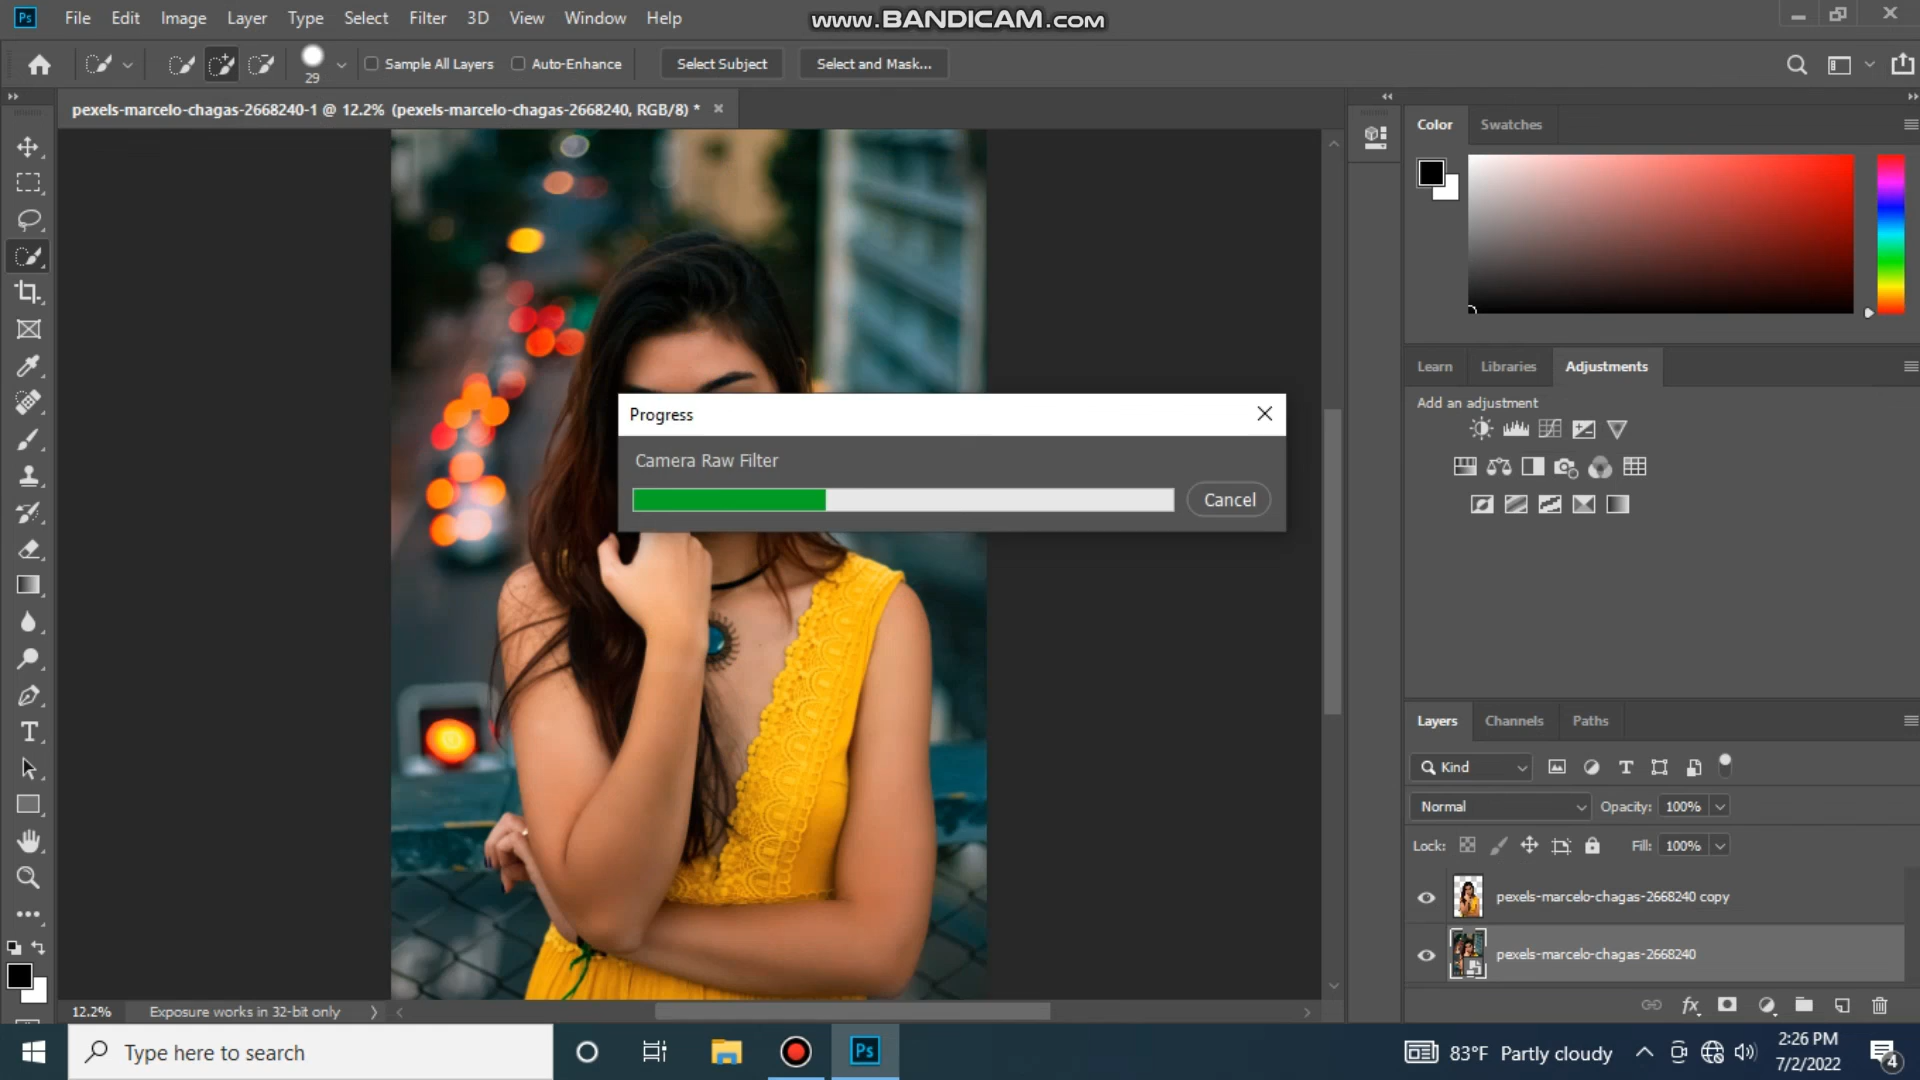 Ps File Edit Image Layer Type Select Filter 3D View Window Help
www.BANDICAM.com
29 Sample All Layers Auto-Enhance Select Subject Select and Mask...
pexels-marcelo-chagas-2668240-1 @ 12.2% (pexels-marcelo-chagas-2668240, RGB/8) *
Color Swatches
Progress
Camera Raw Filter
Cancel
Learn Libraries Adjustments
Add an adjustment
Layers Channels Paths
Kind
Normal Opacity: 100%
Lock: Fill: 100%
pexels-marcelo-chagas-2668240 copy
pexels-marcelo-chagas-2668240
fx
12.2% Exposure works in 32-bit only
Type here to search
Ps
83°F Partly cloudy
2:26 PM
7/2/2022
4